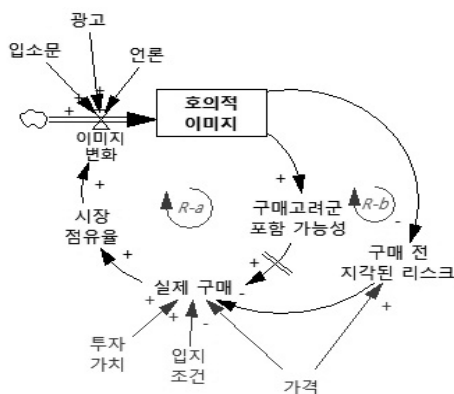 광고
입소문
언론
+
+
+
호의적
이미지
이미지
변화
+
시장
점유율
+
R-a
+
구매고려군
포함 가능성
R-b
-
구매 전
지각된 리스크
+
+
실제 구매
-
+
+
-
투자
가치
입지
조건
가격